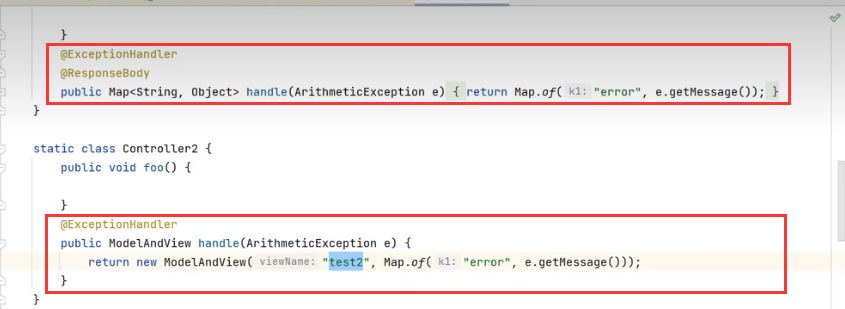 }
@ExceptionHandler
@ResponseBody
public Map<String, Object> handle(ArithmeticException e) { return Map.of( k1: "error", e.getMessage()); }
}
static class Controller2 {
public void foo() {
}
@ExceptionHandler
public ModelAndView handle(ArithmeticException e) {
return new ModelAndView( viewName: "test2", Map.of( k1: "error", e.getMessage()));
}
}